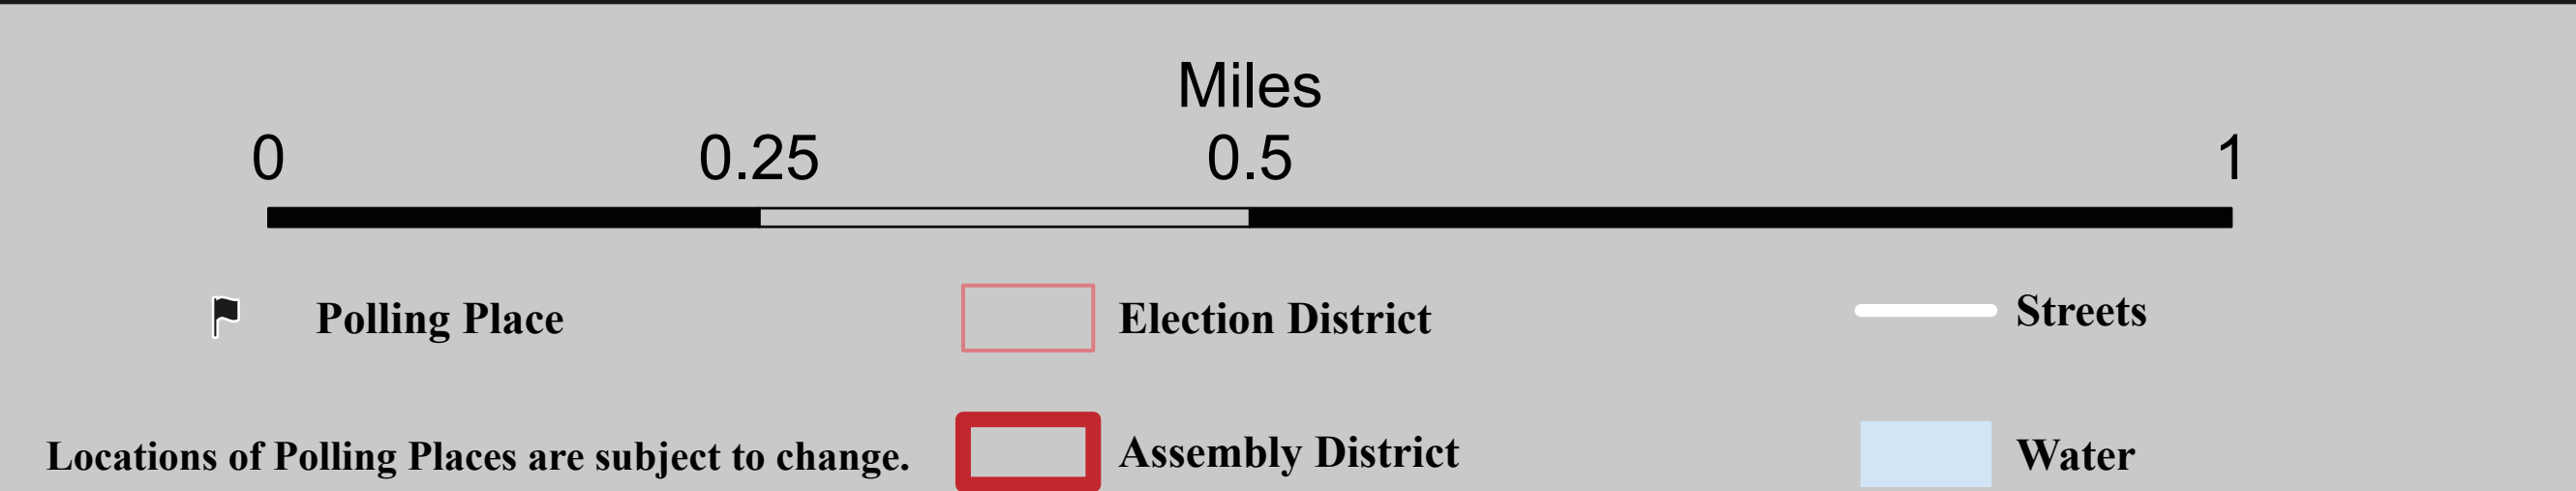 Miles
0 0.25 0.5 1
Polling Place Election District Streets
Locations of Polling Places are subject to change. Assembly District Water